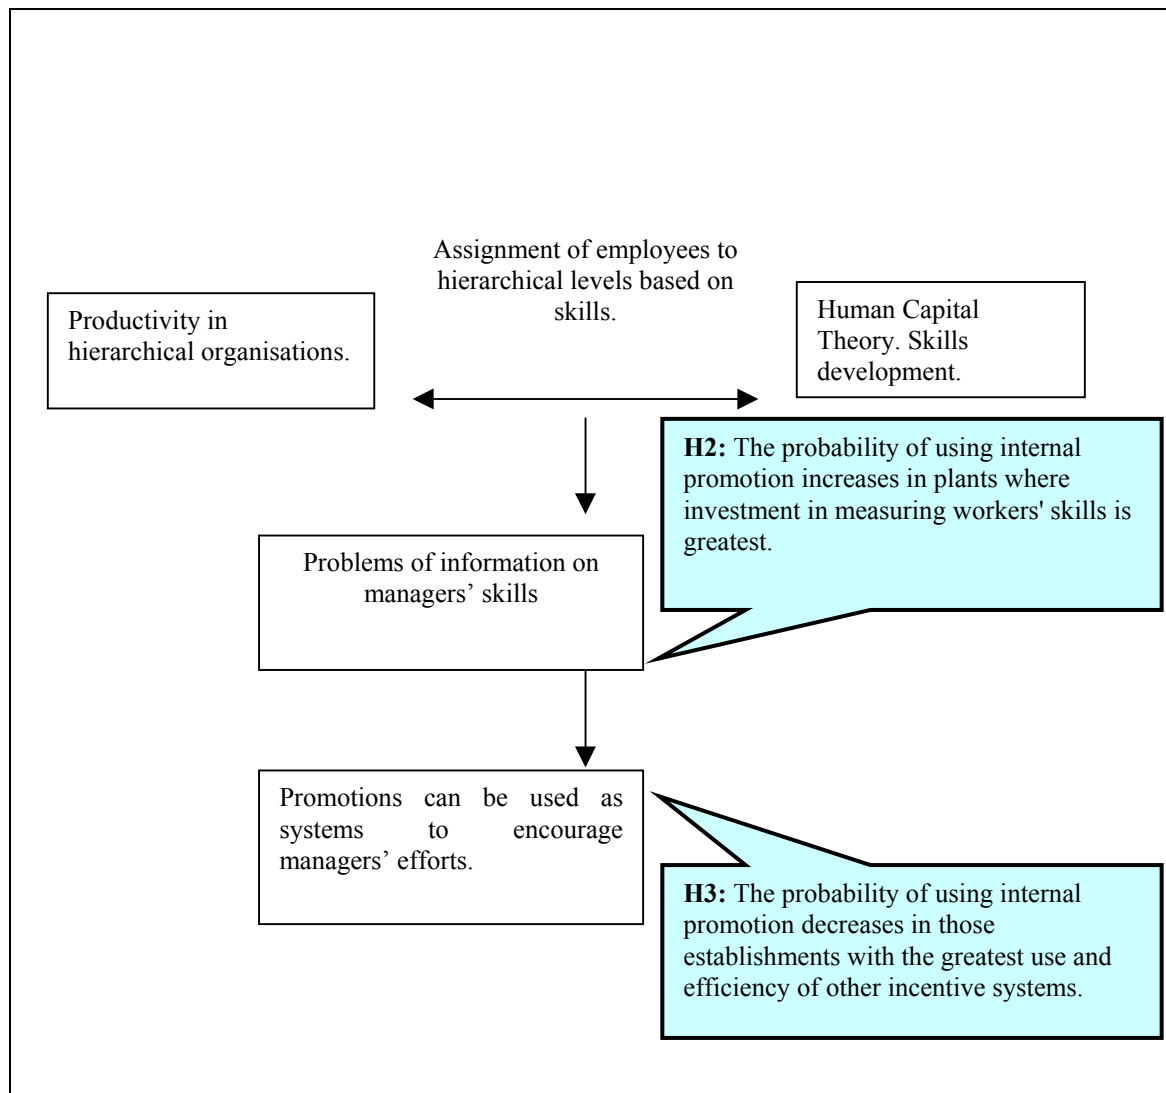 Assignment of employees to
hierarchical levels based on
skills.
Productivity in
hierarchical organisations.
Human Capital
Theory. Skills
development.
H2: The probability of using internal
promotion increases in plants where
investment in measuring workers' skills is
greatest.
Problems of information on
managers’ skills
Promotions can be used as
systems to encourage
managers’ efforts.
H3: The probability of using internal
promotion decreases in those
establishments with the greatest use and
efficiency of other incentive systems.